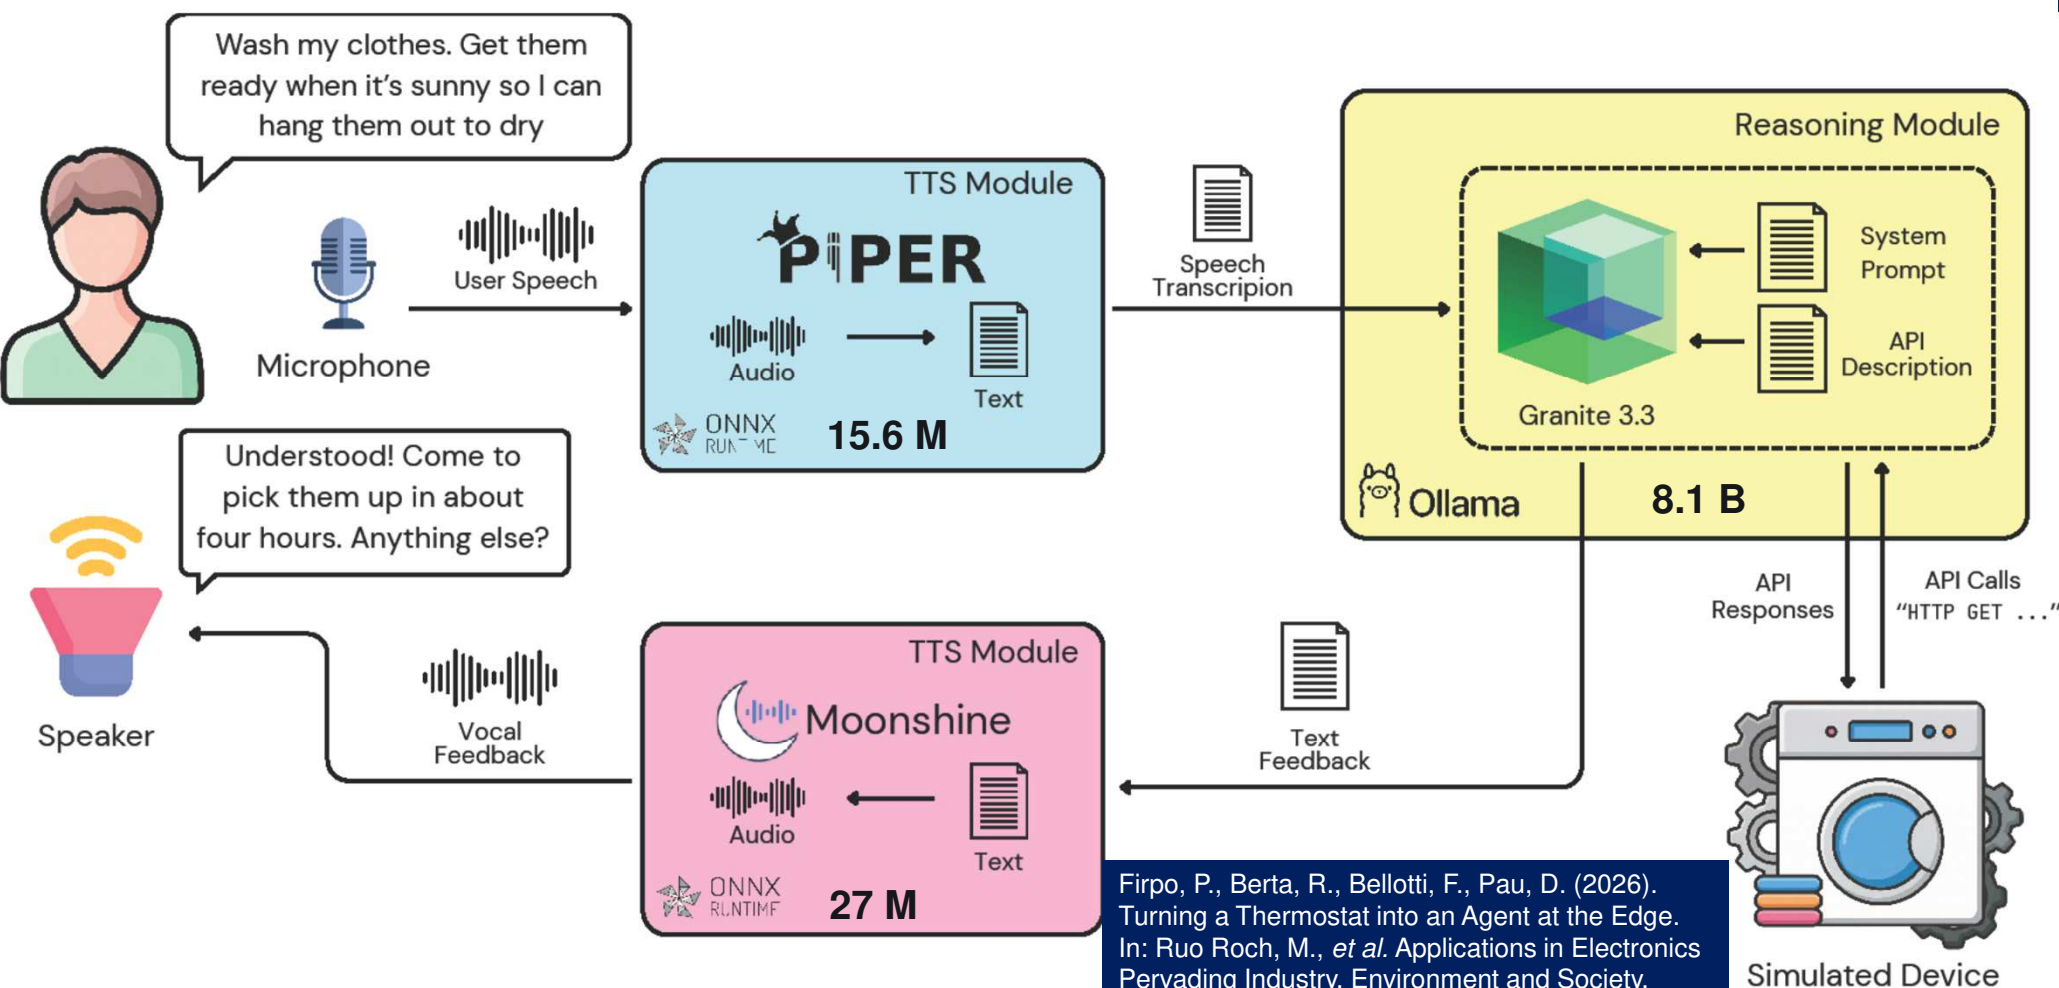 Wash my clothes. Get them
ready when it's sunny so I can
hang them out to dry
Microphone
User Speech
TTS Module
PIPER
Audio
Text
ONNX
RUNTIME
15.6 M
Speech
Transcripion
Reasoning Module
System
Prompt
API
Description
Granite 3.3
Ollama
8.1 B
API
Responses
API Calls
"HTTP GET ..."
Simulated Device
Text
Feedback
TTS Module
Moonshine
Audio
Text
ONNX
RUNTIME
27 M
Vocal
Feedback
Understood! Come to
pick them up in about
four hours. Anything else?
Speaker
Firpo, P., Berta, R., Bellotti, F., Pau, D. (2026).
Turning a Thermostat into an Agent at the Edge.
In: Ruo Roch, M., et al. Applications in Electronics
Pervading Industry, Environment and Society.